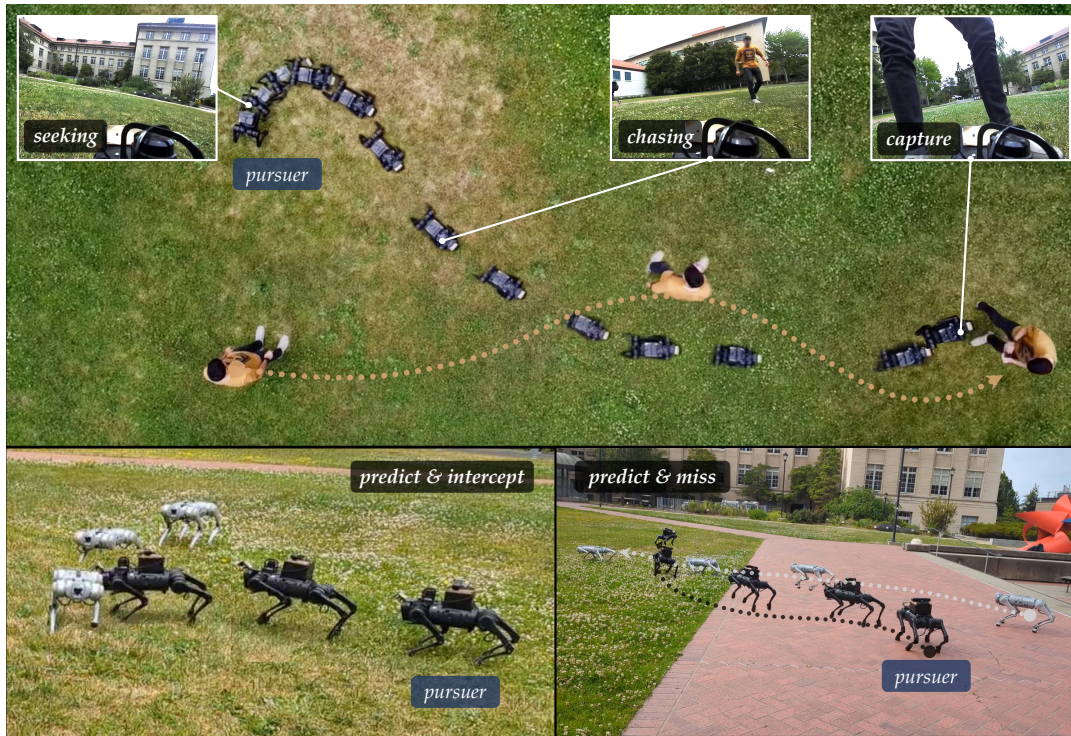 seeking
chasing
capture
pursuer
predict & intercept
predict & miss
pursuer
pursuer